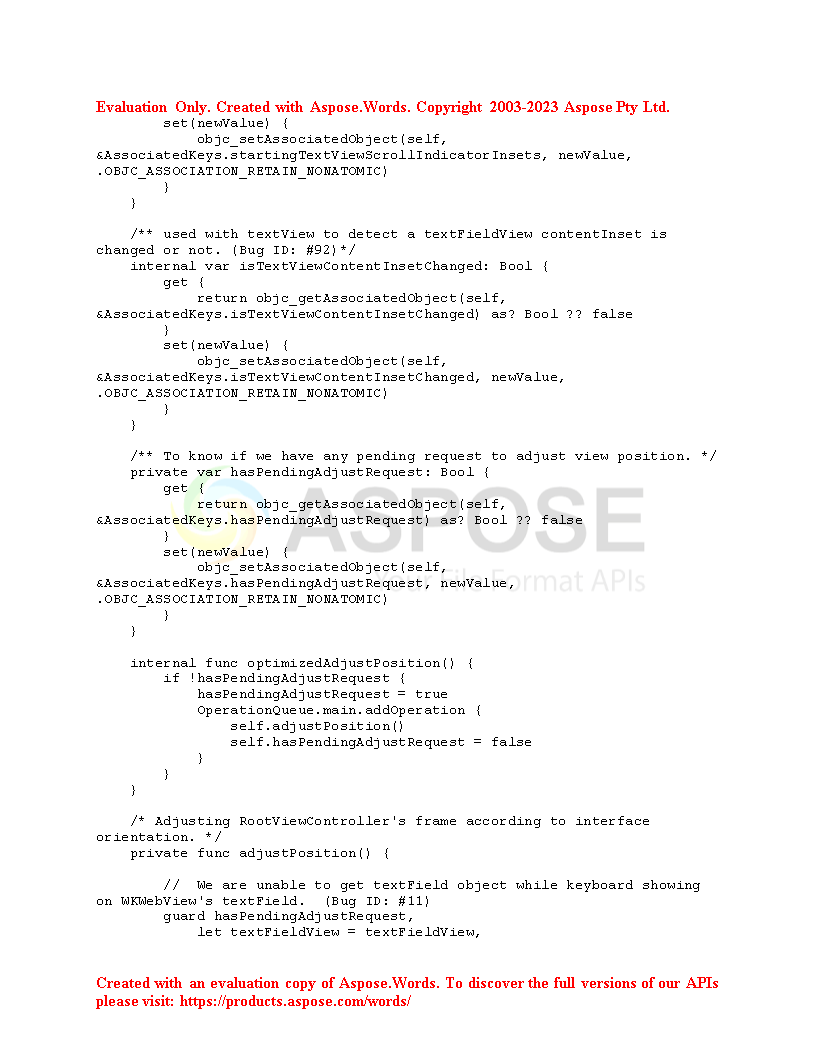 Evaluation Only. Created with Aspose.Words. Copyright 2003-2023 Aspose Pty Ltd.
        set(newValue) {
            objc_setAssociatedObject(self,
&AssociatedKeys.startingTextViewScrollIndicatorInsets, newValue,
.OBJC_ASSOCIATION_RETAIN_NONATOMIC)
        }
    }

    /** used with textView to detect a textFieldView contentInset is
changed or not. (Bug ID: #92)*/
    internal var isTextViewContentInsetChanged: Bool {
        get {
            return objc_getAssociatedObject(self,
&AssociatedKeys.isTextViewContentInsetChanged) as? Bool ?? false
        }
        set(newValue) {
            objc_setAssociatedObject(self,
&AssociatedKeys.isTextViewContentInsetChanged, newValue,
.OBJC_ASSOCIATION_RETAIN_NONATOMIC)
        }
    }

    /** To know if we have any pending request to adjust view position. */
    private var hasPendingAdjustRequest: Bool {
        get {
            return objc_getAssociatedObject(self,
&AssociatedKeys.hasPendingAdjustRequest) as? Bool ?? false
        }
        set(newValue) {
            objc_setAssociatedObject(self,
&AssociatedKeys.hasPendingAdjustRequest, newValue,
.OBJC_ASSOCIATION_RETAIN_NONATOMIC)
        }
    }

    internal func optimizedAdjustPosition() {
        if !hasPendingAdjustRequest {
            hasPendingAdjustRequest = true
            OperationQueue.main.addOperation {
                self.adjustPosition()
                self.hasPendingAdjustRequest = false
            }
        }
    }

    /* Adjusting RootViewController's frame according to interface
orientation. */
    private func adjustPosition() {

        //  We are unable to get textField object while keyboard showing
on WKWebView's textField.  (Bug ID: #11)
        guard hasPendingAdjustRequest,
            let textFieldView = textFieldView,
ASPOSE
File Format APIs
Created with an evaluation copy of Aspose.Words. To discover the full versions of our APIs
please visit: https://products.aspose.com/words/